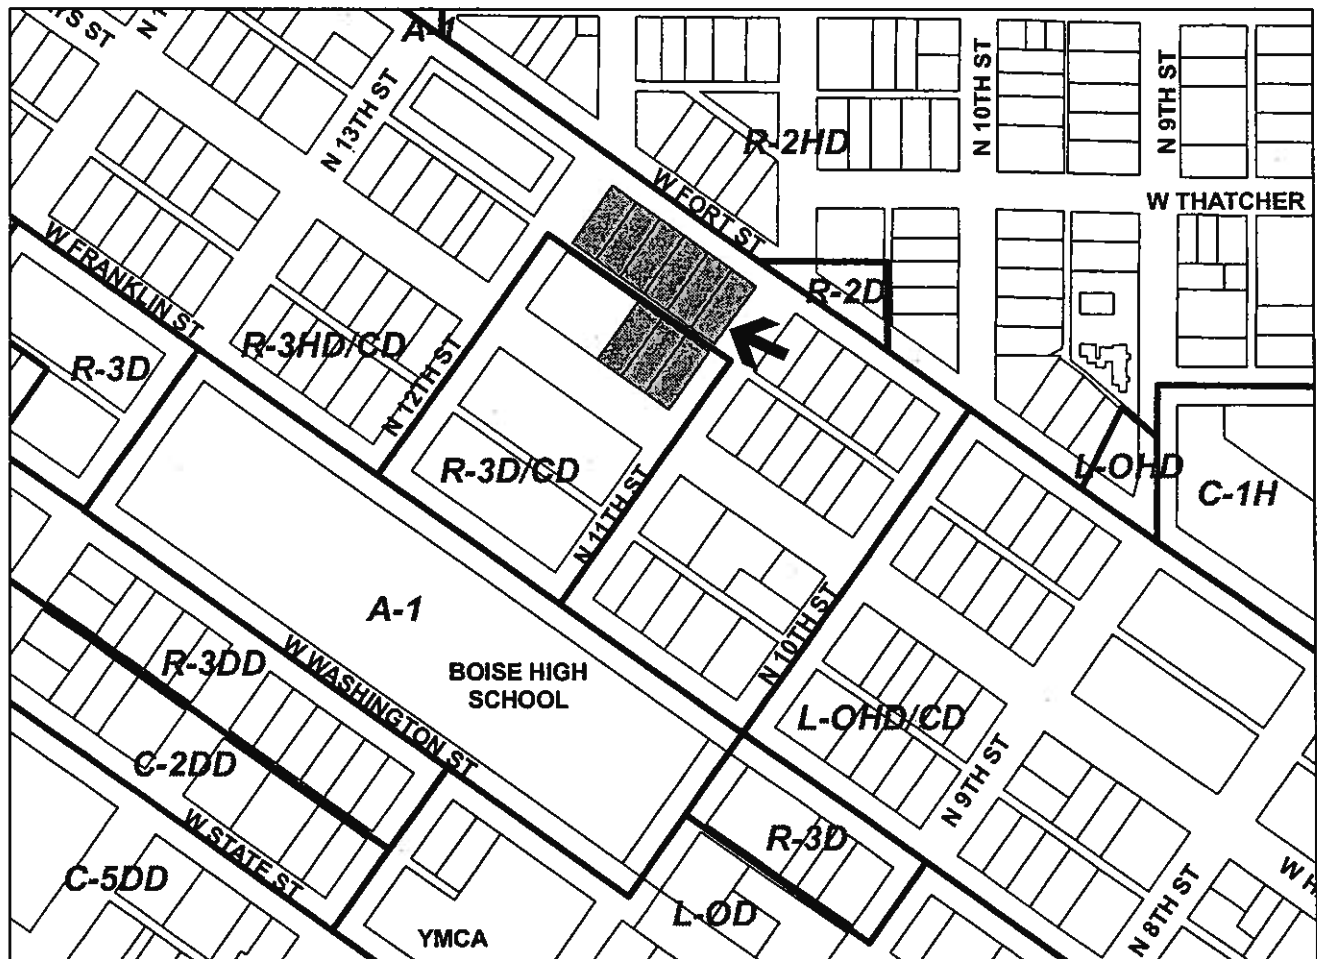 A-1
N 10TH ST
N 9TH ST
N 13TH ST
R-2HD
W FORT ST
W THATCHER
W FRANKLIN ST
R-2D
R-3HD/CD
R-3D
N 12TH ST
R-3D/CD
L-OHD
C-1H
N 11TH ST
A-1
N 10TH ST
W WASHINGTON ST
R-3DD
BOISE HIGH
SCHOOL
L-OHD/CD
C-2DD
N 9TH ST
R-3D
W STATE ST
C-5DD
L-OD
N 8TH ST
YMCA